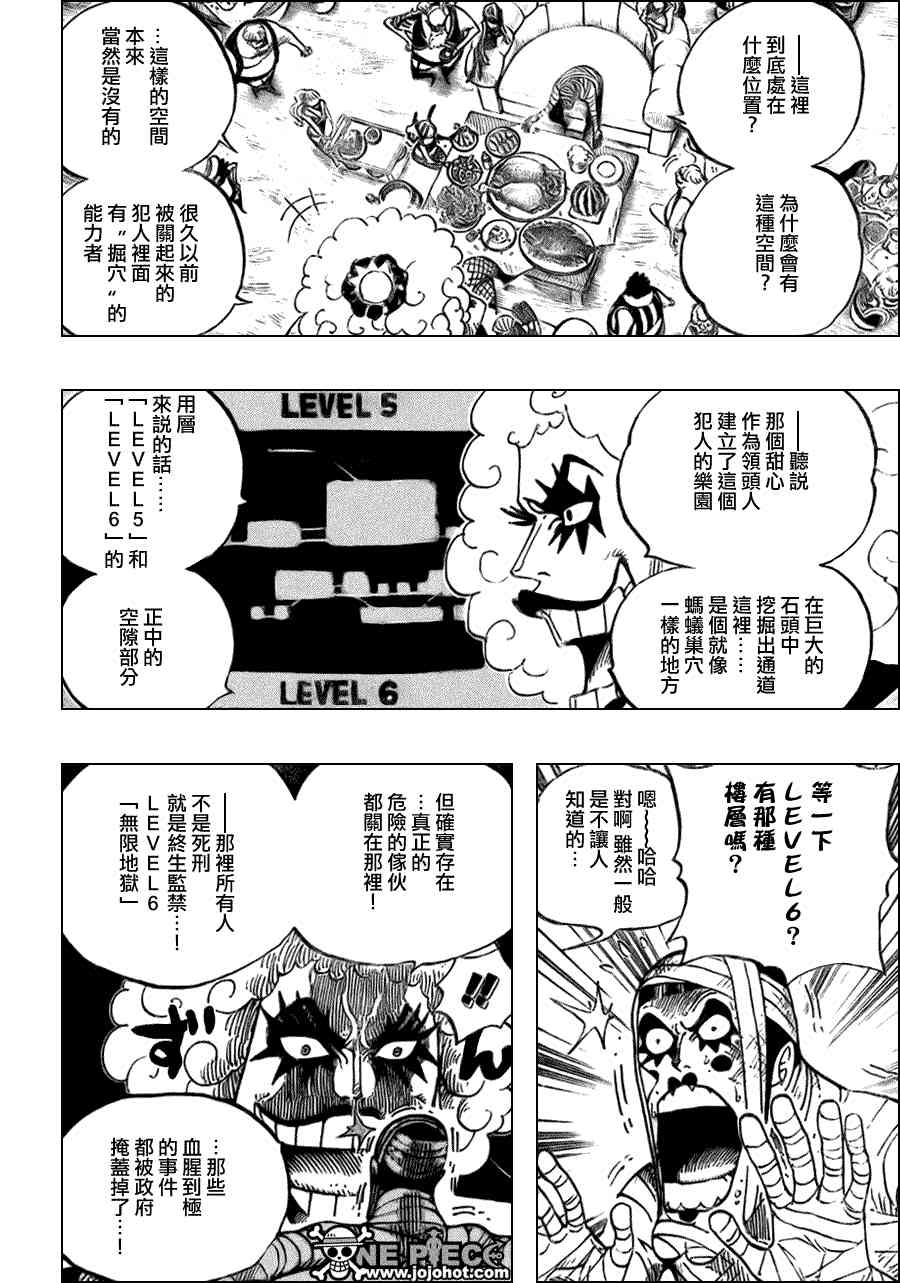 ——這裡
到底處在
什麼位置？
為什麼會有
這種空間？
…這樣的空間
本來
當然是沒有的
很久以前
被關起來的
犯人裡面
有〝掘穴〞的
能力者
——聽說
那個甜心
作為領頭人
建立了這個
犯人的樂園
在巨大的
石頭中
挖掘出通道
這裡……
是個就像
螞蟻巢穴
一樣的地方
LEVEL 5
LEVEL 6
用層
來說的話……
「LEVEL5」和
「LEVEL6」的
正中的
空隙部分
等一下
LEVEL6？
有那種
樓層嗎？
嗯～～哈哈
對啊 雖然一般
是不讓人
知道的…
但確實存在
…真正的
危險的傢伙
都關在那裡！
——那裡所有人
不是死刑
就是終生監禁…！
LEVEL6
「無限地獄」
!!
ずん
…那些
血腥到極
的事件
都被政府
掩蓋掉了…！
ONE PIECE
www.jojohot.com